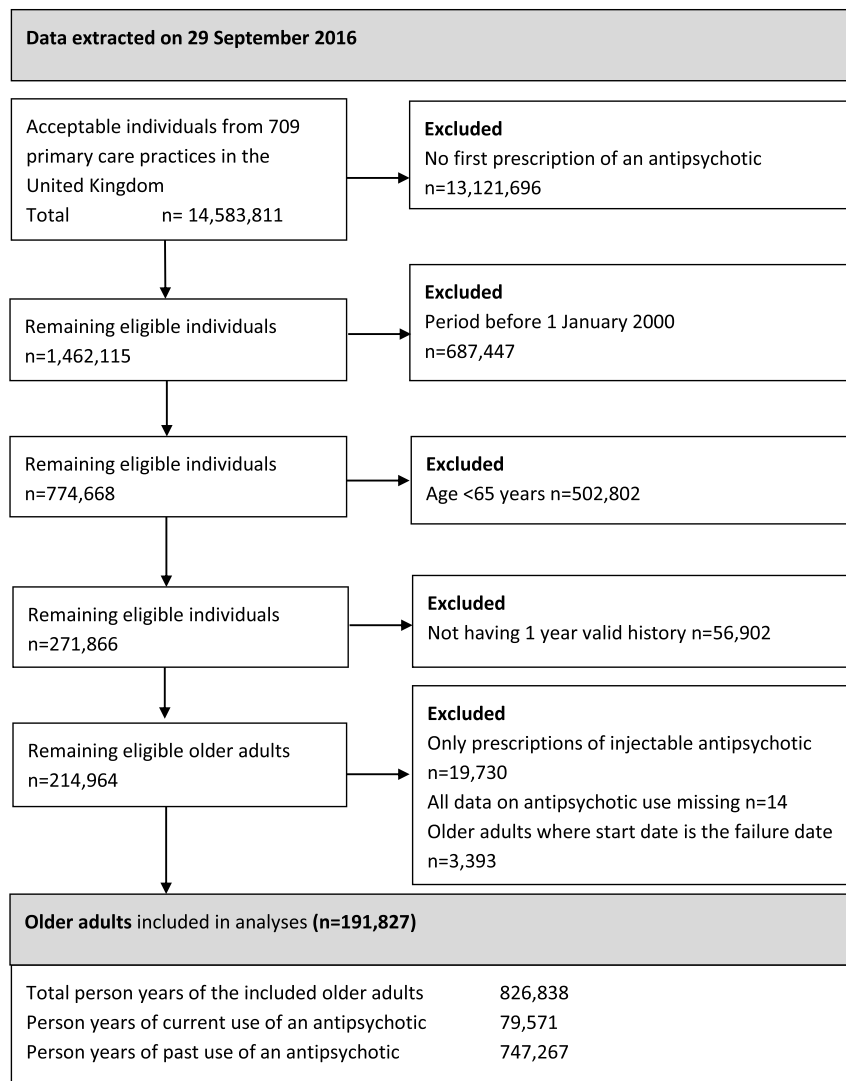 Data extracted on 29 September 2016
Acceptable individuals from 709
primary care practices in the
United Kingdom
Total n= 14,583,811
Excluded
No first prescription of an antipsychotic
n=13,121,696
Remaining eligible individuals
n=1,462,115
Excluded
Period before 1 January 2000
n=687,447
Remaining eligible individuals
n=774,668
Excluded
Age <65 years n=502,802
Remaining eligible individuals
n=271,866
Excluded
Not having 1 year valid history n=56,902
Remaining eligible older adults
n=214,964
Excluded
Only prescriptions of injectable antipsychotic
n=19,730
All data on antipsychotic use missing n=14
Older adults where start date is the failure date
n=3,393
Older adults included in analyses (n=191,827)
Total person years of the included older adults 826,838
Person years of current use of an antipsychotic 79,571
Person years of past use of an antipsychotic 747,267